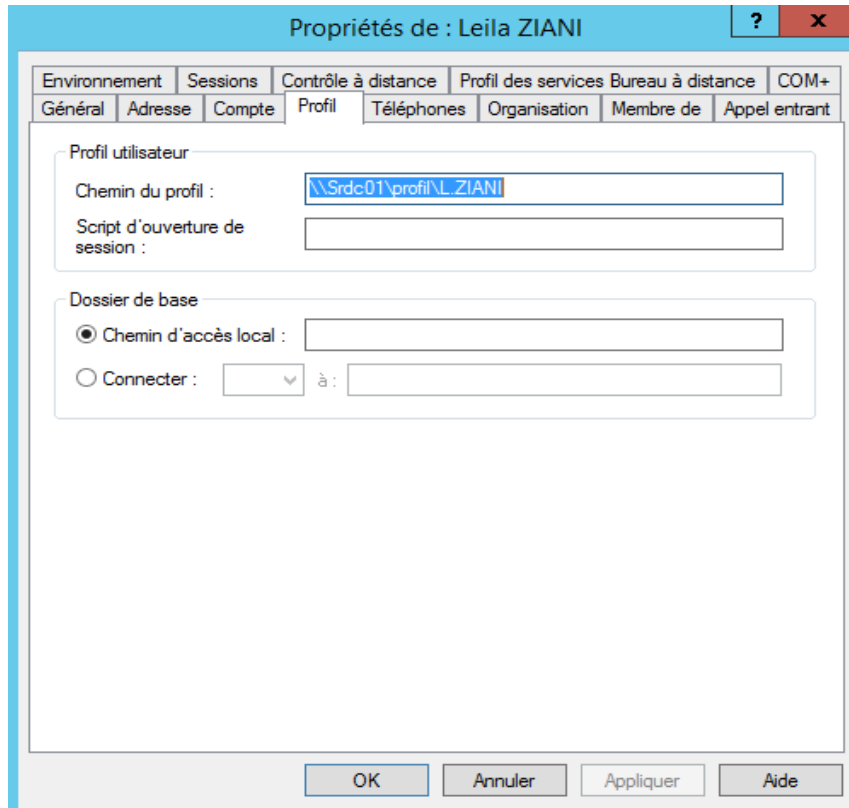 Propriétés de : Leila ZIANI
? x
Environnement Sessions Contrôle à distance Profil des services Bureau à distance COM+
Général Adresse Compte Profil Téléphones Organisation Membre de Appel entrant
Profil utilisateur
Chemin du profil :
\\Srdc01\profil\L.ZIANI
Script d'ouverture de
session :
Dossier de base
Chemin d'accès local :
Connecter : à :
OK Annuler Appliquer Aide